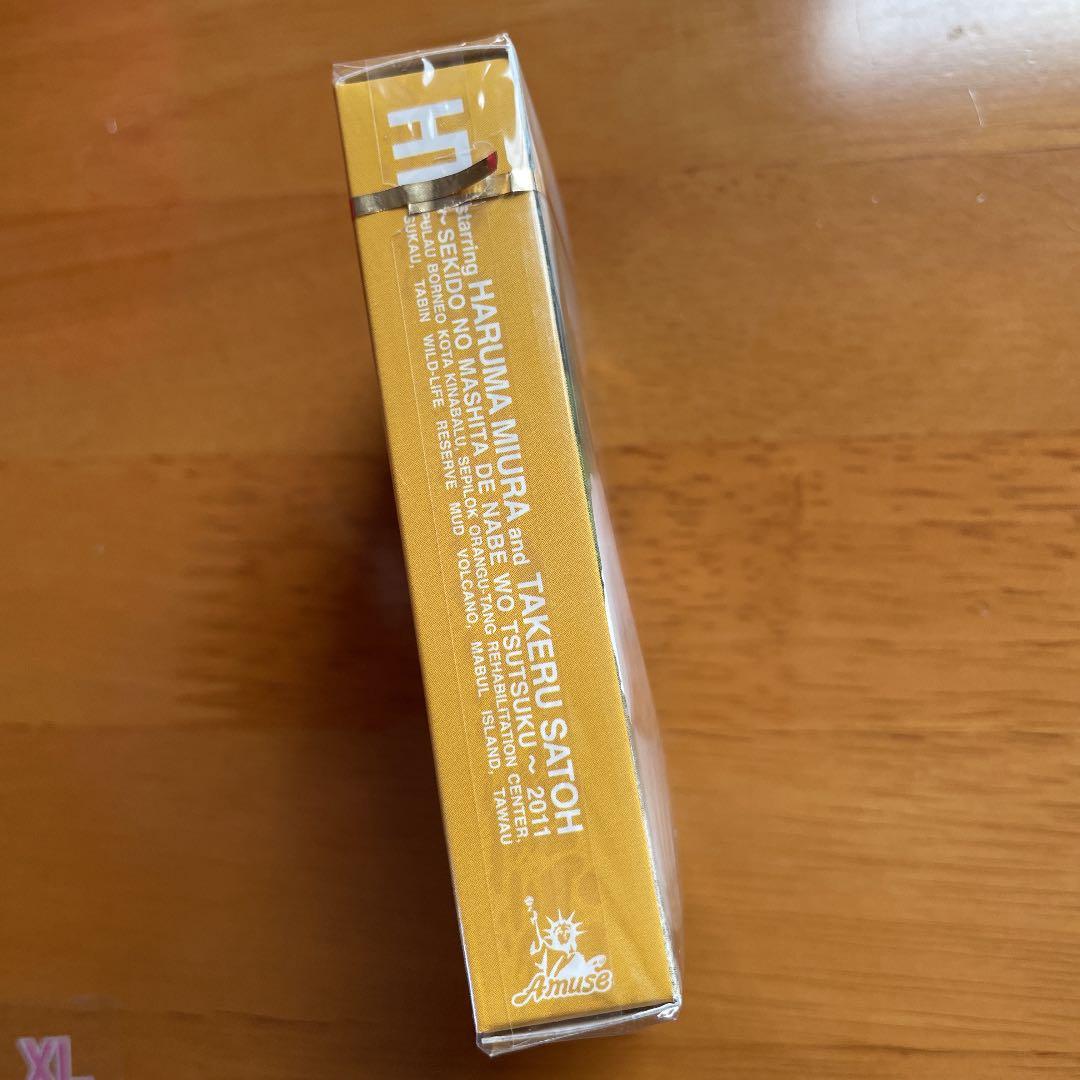 starring HARUMA MIURA and TAKERU SATOH
~SEKIDO NO MASHITA DE NABE WO TSUTSUKU~ 2011
PULAU BORNEO KOTA KINABALU, SEPILOK ORANGU-TANG REHABILITATION CENTER,
SUKAU, TABIN WILD-LIFE RESERVE MUD VOLCANO, MABUL ISLAND, TAWAU
Amuse
XL